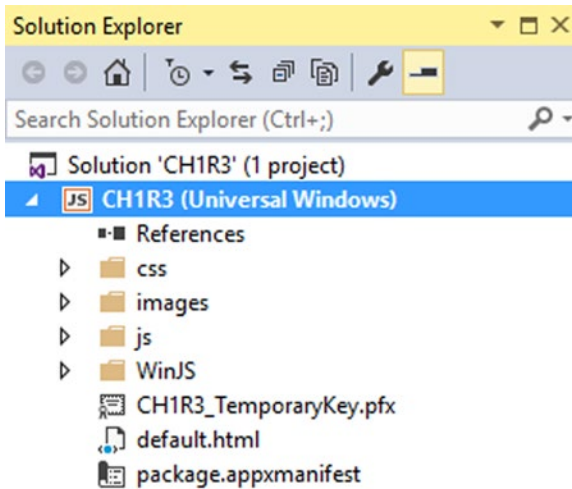 Solution Explorer
Search Solution Explorer (Ctrl+;)
Solution 'CH1R3' (1 project)
JS CH1R3 (Universal Windows)
References
css
images
js
WinJS
CH1R3_TemporaryKey.pfx
default.html
package.appxmanifest